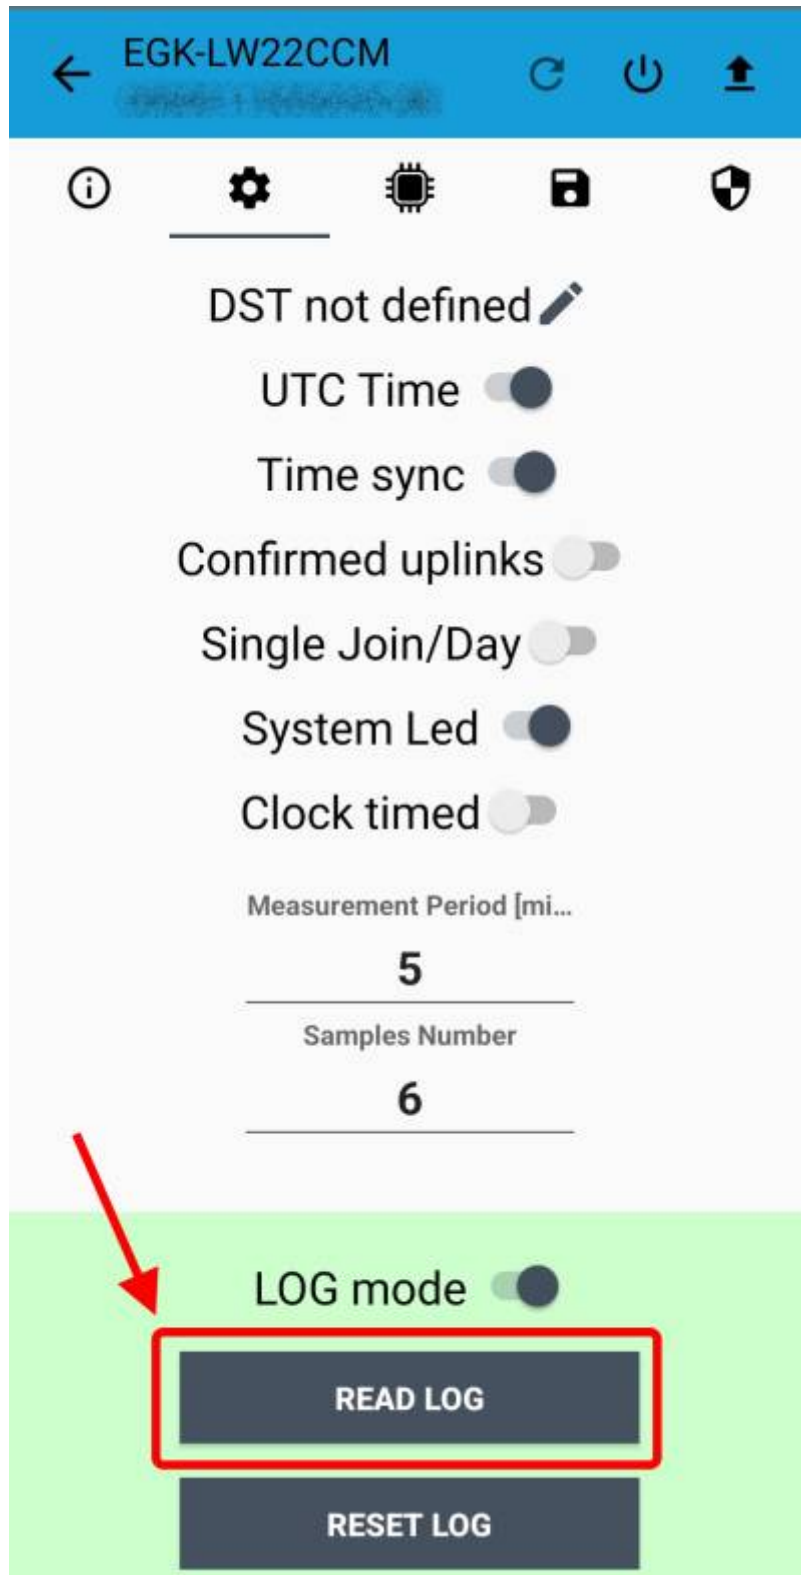 EGK-LW22CCM
DST not defined
UTC Time
Time sync
Confirmed uplinks
Single Join/Day
System Led
Clock timed
Measurement Period [mi...
5
Samples Number
6
LOG mode
READ LOG
RESET LOG